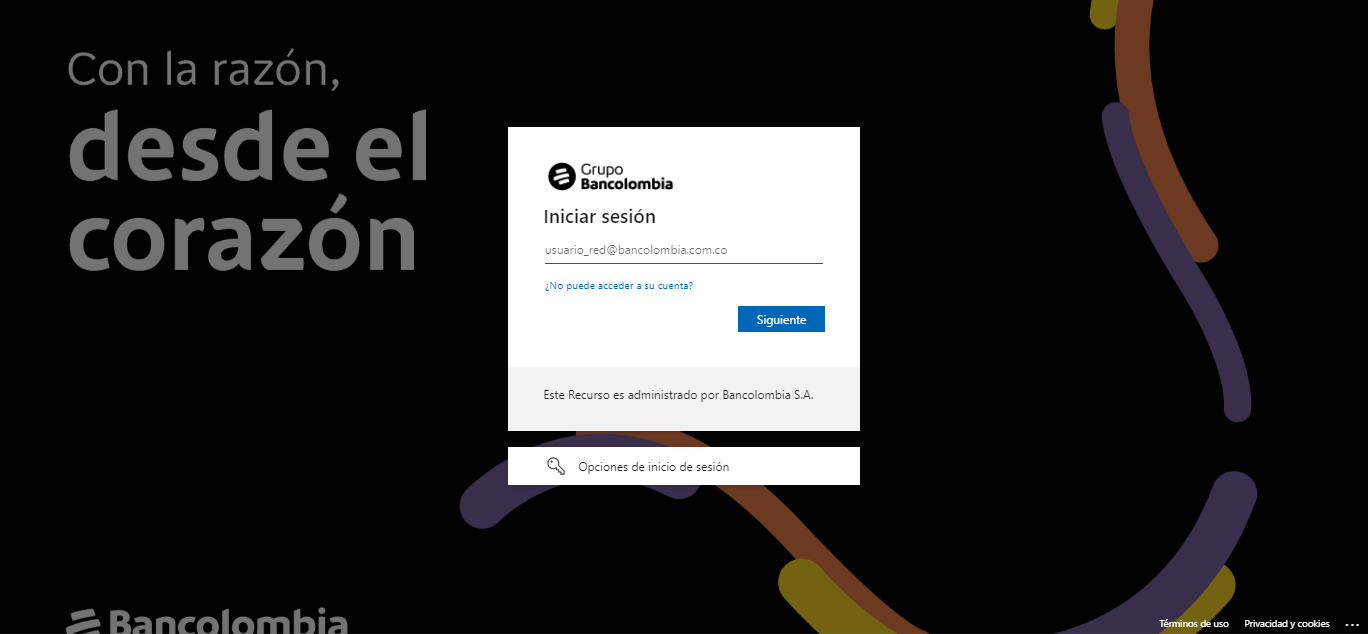 Con la razón,
desde el
corazón
Grupo
Bancolombia
Iniciar sesión
usuario_red@bancolombia.com.co
¿No puede acceder a su cuenta?
Siguiente
Este Recurso es administrado por Bancolombia S.A.
Opciones de inicio de sesión
Bancolombia
Términos de uso Privacidad y cookies ...